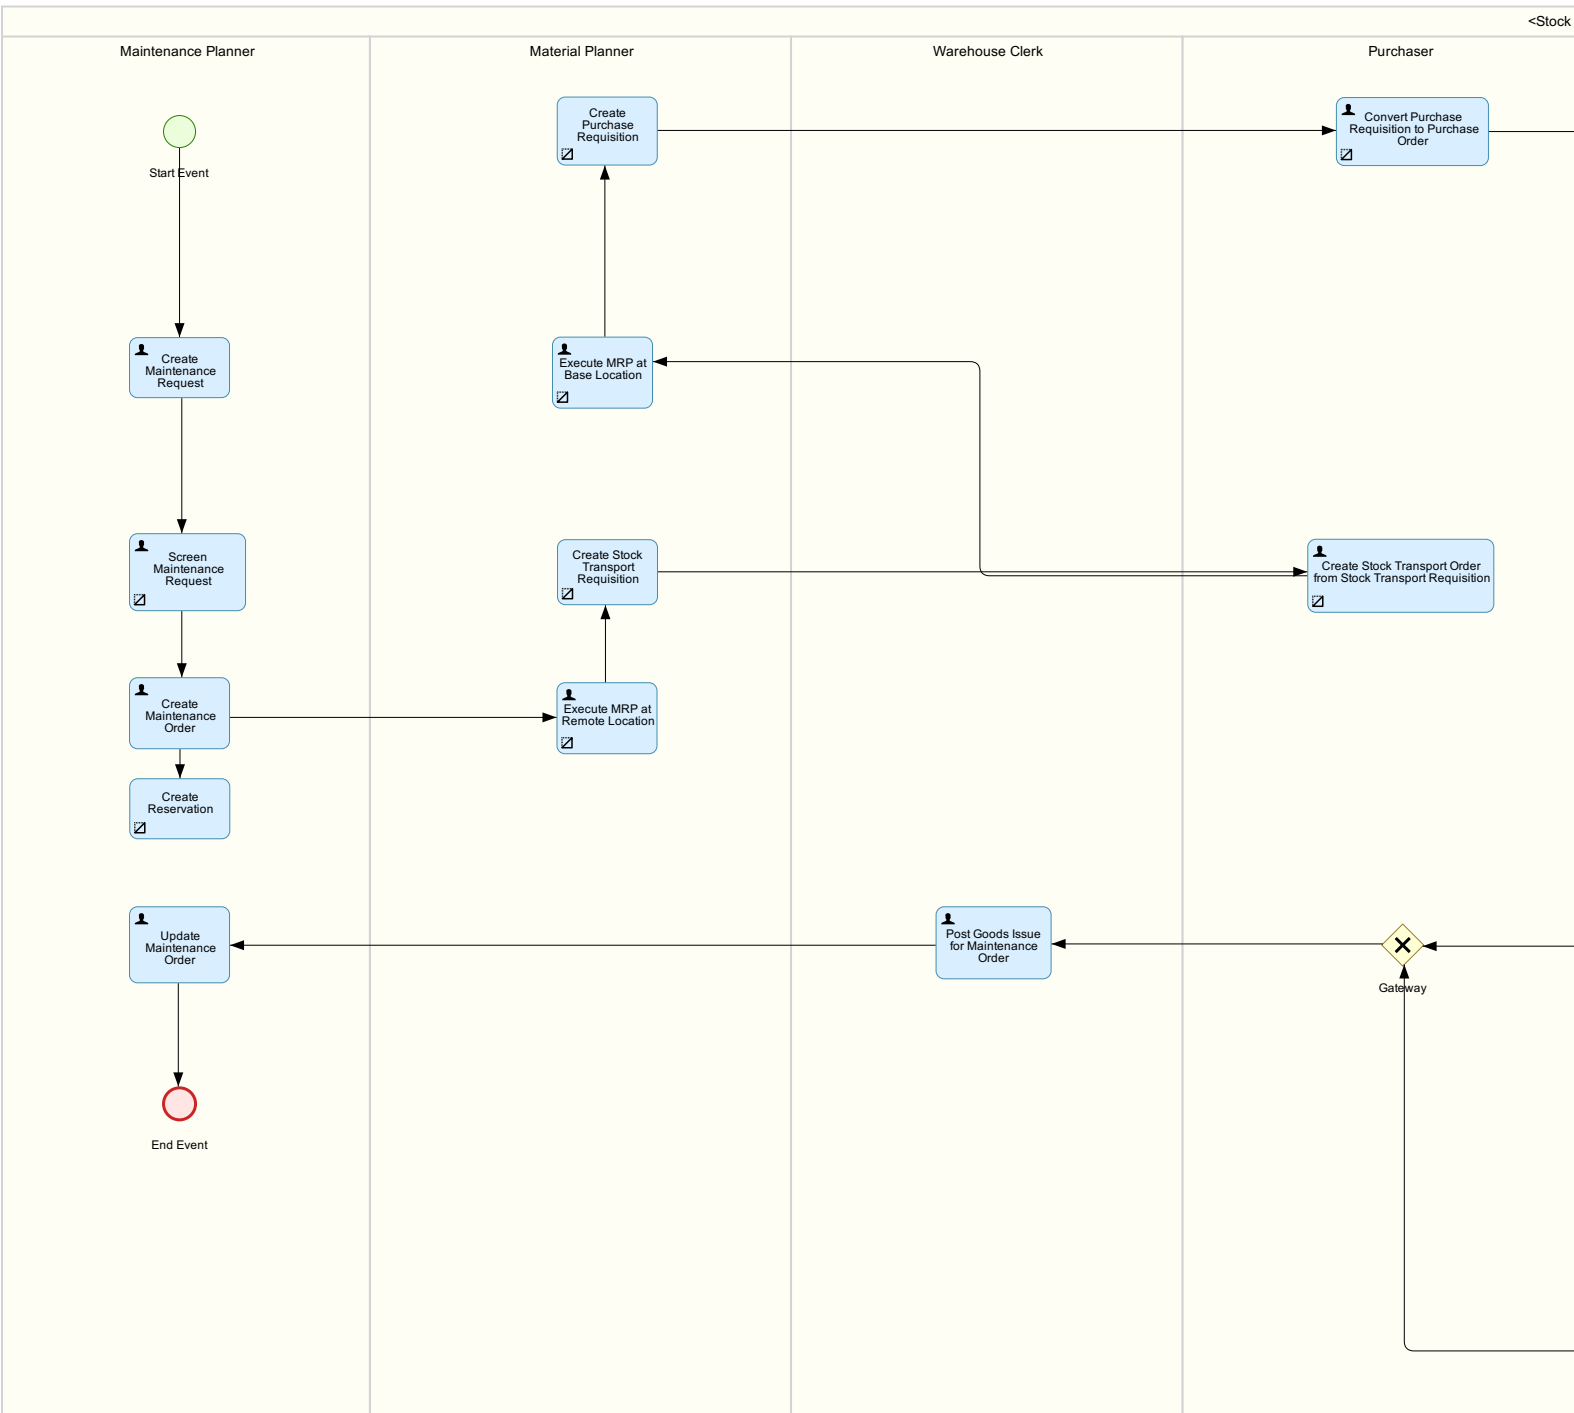 <Stock
Maintenance Planner
Material Planner
Warehouse Clerk
Purchaser
Start Event
Create
Purchase
Requisition
Convert Purchase
Requisition to Purchase
Order
Create
Maintenance
Request
Execute MRP at
Base Location
Screen
Maintenance
Request
Create Stock
Transport
Requisition
Create Stock Transport Order
from Stock Transport Requisition
Create
Maintenance
Order
Execute MRP at
Remote Location
Create
Reservation
Update
Maintenance
Order
Post Goods Issue
for Maintenance
Order
Gateway
End Event